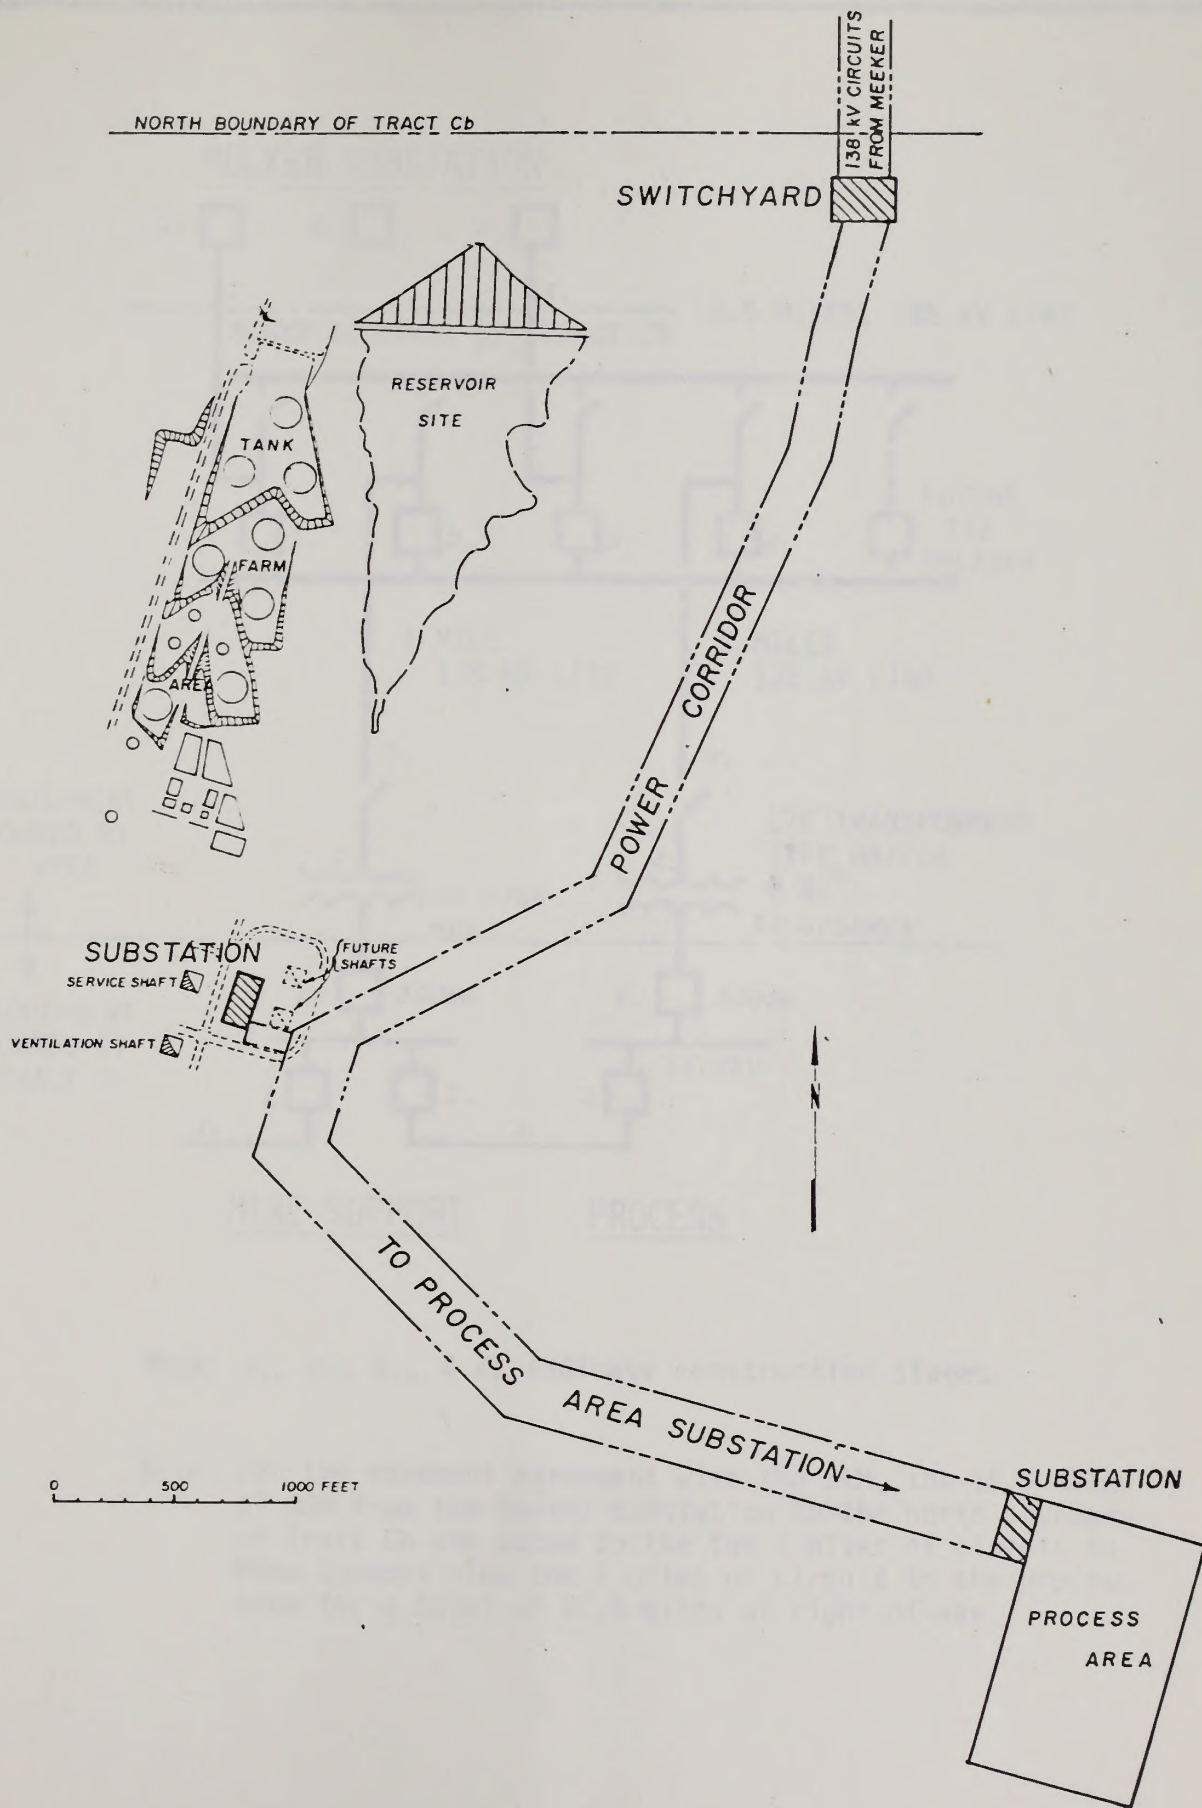 138 kV CIRCUITS
FROM MEEKER
NORTH BOUNDARY OF TRACT Cb
SWITCHYARD
RESERVOIR
SITE
TANK
FARM
AREA
POWER CORRIDOR
SUBSTATION
FUTURE
SHAFTS
SERVICE SHAFT
VENTILATION SHAFT
N
TO PROCESS AREA SUBSTATION
0 500 1000 FEET
SUBSTATION
PROCESS
AREA